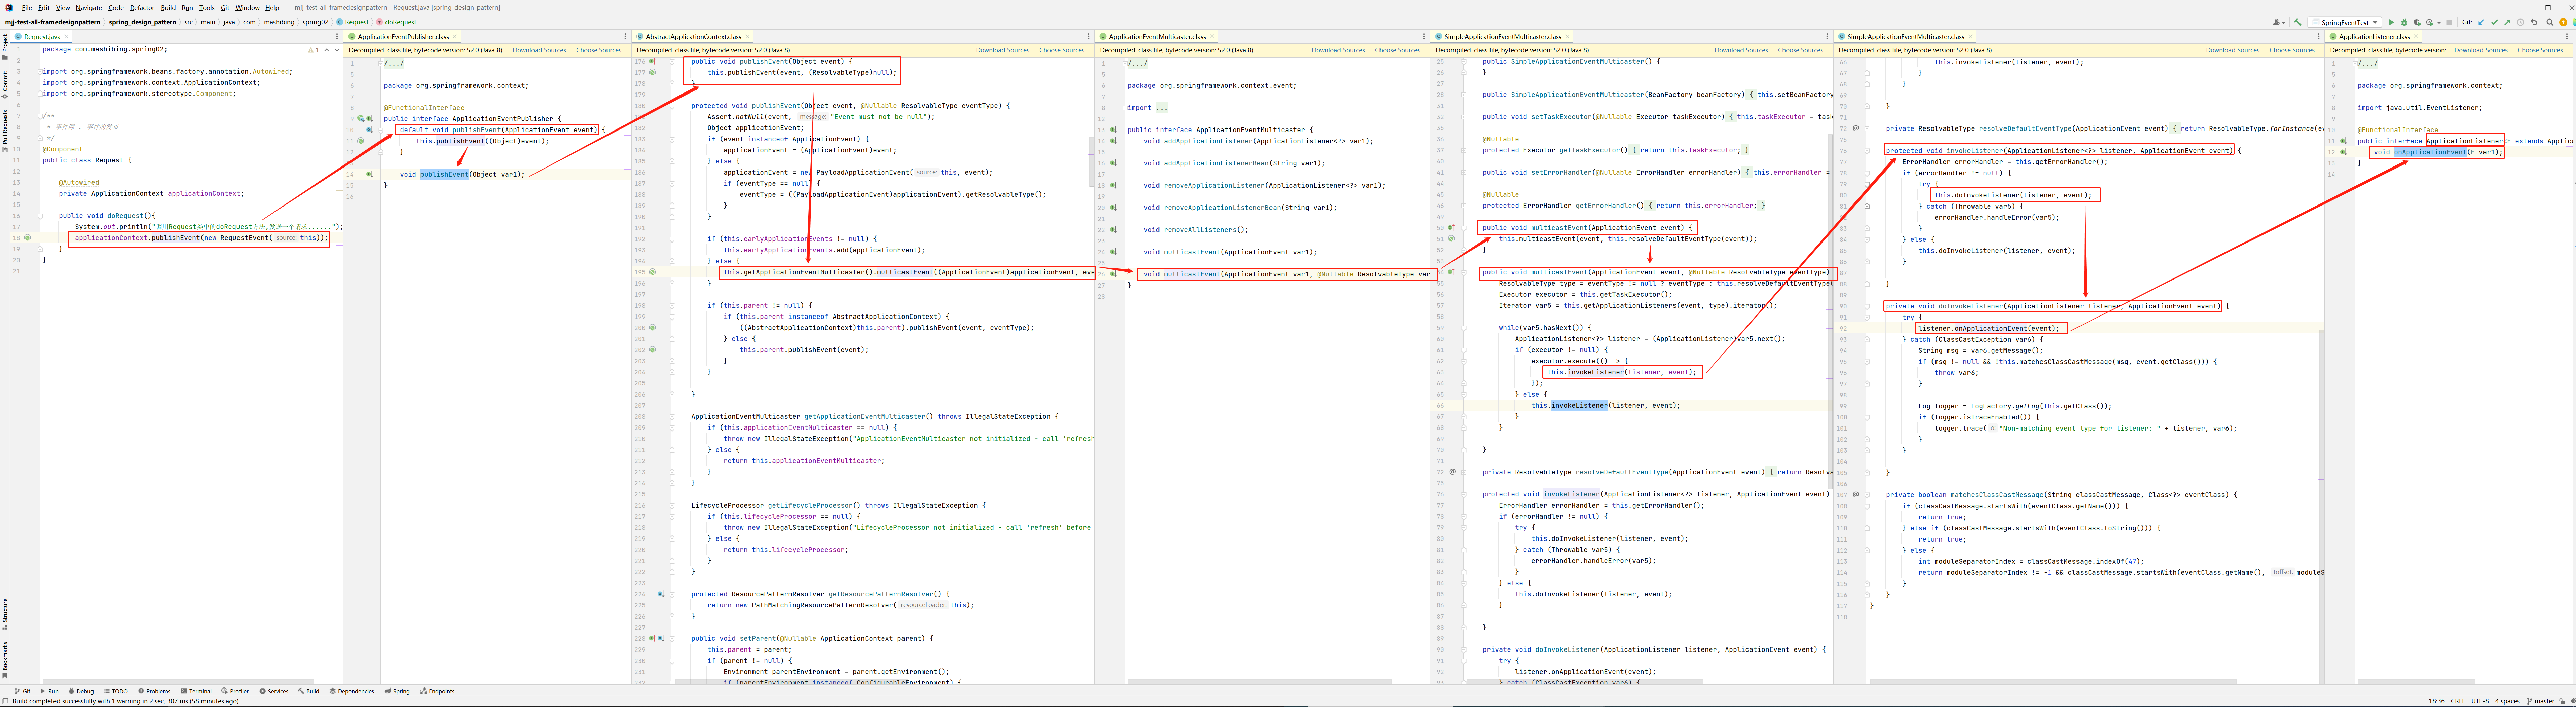 File Edit View Navigate Code Refactor Build Run Tools Git Window Help mjj-test-all-framedesignpattern - Request.java [spring_design_pattern]
mjj-test-all-framedesignpattern spring_design_pattern src main java com mashibing spring02 Request doRequest
SpringEventTest Git:
Request.java
package com.mashibing.spring02;
import org.springframework.beans.factory.annotation.Autowired;
import org.springframework.context.ApplicationContext;
import org.springframework.stereotype.Component;
/**
* 事件源 ， 事件的发布
*/
@Component
public class Request {
@Autowired
private ApplicationContext applicationContext;
public void doRequest(){
System.out.println("调用Request类中的doRequest方法,发送一个请求......");
applicationContext.publishEvent(new RequestEvent( source: this));
}
}
ApplicationEventPublisher.class
Decompiled .class file, bytecode version: 52.0 (Java 8) Download Sources Choose Sources...
/.../
package org.springframework.context;
@FunctionalInterface
public interface ApplicationEventPublisher {
default void publishEvent(ApplicationEvent event) {
this.publishEvent((Object)event);
}
void publishEvent(Object var1);
}
AbstractApplicationContext.class
Decompiled .class file, bytecode version: 52.0 (Java 8) Download Sources Choose Sources...
public void publishEvent(Object event) {
this.publishEvent(event, (ResolvableType)null);
}
protected void publishEvent(Object event, @Nullable ResolvableType eventType) {
Assert.notNull(event, message: "Event must not be null");
Object applicationEvent;
if (event instanceof ApplicationEvent) {
applicationEvent = (ApplicationEvent)event;
} else {
applicationEvent = new PayloadApplicationEvent( source: this, event);
if (eventType == null) {
eventType = ((PayloadApplicationEvent)applicationEvent).getResolvableType();
}
}
if (this.earlyApplicationEvents != null) {
this.earlyApplicationEvents.add(applicationEvent);
} else {
this.getApplicationEventMulticaster().multicastEvent((ApplicationEvent)applicationEvent, eve
}
if (this.parent != null) {
if (this.parent instanceof AbstractApplicationContext) {
((AbstractApplicationContext)this.parent).publishEvent(event, eventType);
} else {
this.parent.publishEvent(event);
}
}
}
ApplicationEventMulticaster getApplicationEventMulticaster() throws IllegalStateException {
if (this.applicationEventMulticaster == null) {
throw new IllegalStateException("ApplicationEventMulticaster not initialized - call 'refresh
} else {
return this.applicationEventMulticaster;
}
}
LifecycleProcessor getLifecycleProcessor() throws IllegalStateException {
if (this.lifecycleProcessor == null) {
throw new IllegalStateException("LifecycleProcessor not initialized - call 'refresh' before
} else {
return this.lifecycleProcessor;
}
}
protected ResourcePatternResolver getResourcePatternResolver() {
return new PathMatchingResourcePatternResolver( resourceLoader: this);
}
public void setParent(@Nullable ApplicationContext parent) {
this.parent = parent;
if (parent != null) {
Environment parentEnvironment = parent.getEnvironment();
if (parentEnvironment instanceof ConfigurableEnvironment) {
ApplicationEventMulticaster.class
Decompiled .class file, bytecode version: 52.0 (Java 8) Download Sources Choose Sources...
/.../
package org.springframework.context.event;
import ...
public interface ApplicationEventMulticaster {
void addApplicationListener(ApplicationListener<?> var1);
void addApplicationListenerBean(String var1);
void removeApplicationListener(ApplicationListener<?> var1);
void removeApplicationListenerBean(String var1);
void removeAllListeners();
void multicastEvent(ApplicationEvent var1);
void multicastEvent(ApplicationEvent var1, @Nullable ResolvableType var
}
SimpleApplicationEventMulticaster.class
Decompiled .class file, bytecode version: 52.0 (Java 8) Download Sources Choose Sources...
public SimpleApplicationEventMulticaster() {
}
public SimpleApplicationEventMulticaster(BeanFactory beanFactory) { this.setBeanFactory
public void setTaskExecutor(@Nullable Executor taskExecutor) { this.taskExecutor = task
@Nullable
protected Executor getTaskExecutor() { return this.taskExecutor; }
public void setErrorHandler(@Nullable ErrorHandler errorHandler) { this.errorHandler =
@Nullable
protected ErrorHandler getErrorHandler() { return this.errorHandler; }
public void multicastEvent(ApplicationEvent event) {
this.multicastEvent(event, this.resolveDefaultEventType(event));
}
public void multicastEvent(ApplicationEvent event, @Nullable ResolvableType eventType)
ResolvableType type = eventType != null ? eventType : this.resolveDefaultEventType(
Executor executor = this.getTaskExecutor();
Iterator var5 = this.getApplicationListeners(event, type).iterator();
while(var5.hasNext()) {
ApplicationListener<?> listener = (ApplicationListener)var5.next();
if (executor != null) {
executor.execute(() -> {
this.invokeListener(listener, event);
});
} else {
this.invokeListener(listener, event);
}
}
}
private ResolvableType resolveDefaultEventType(ApplicationEvent event) { return Resolva
protected void invokeListener(ApplicationListener<?> listener, ApplicationEvent event)
ErrorHandler errorHandler = this.getErrorHandler();
if (errorHandler != null) {
try {
this.doInvokeListener(listener, event);
} catch (Throwable var5) {
errorHandler.handleError(var5);
}
} else {
this.doInvokeListener(listener, event);
}
}
private void doInvokeListener(ApplicationListener listener, ApplicationEvent event) {
try {
listener.onApplicationEvent(event);
} catch (ClassCastException var6) {
SimpleApplicationEventMulticaster.class
Decompiled .class file, bytecode version: 52.0 (Java 8) Download Sources Choose Sources...
this.invokeListener(listener, event);
}
}
}
private ResolvableType resolveDefaultEventType(ApplicationEvent event) { return ResolvableType.forInstance(ev
protected void invokeListener(ApplicationListener<?> listener, ApplicationEvent event) {
ErrorHandler errorHandler = this.getErrorHandler();
if (errorHandler != null) {
try {
this.doInvokeListener(listener, event);
} catch (Throwable var5) {
errorHandler.handleError(var5);
}
} else {
this.doInvokeListener(listener, event);
}
}
private void doInvokeListener(ApplicationListener listener, ApplicationEvent event) {
try {
listener.onApplicationEvent(event);
} catch (ClassCastException var6) {
String msg = var6.getMessage();
if (msg != null && !this.matchesClassCastMessage(msg, event.getClass())) {
throw var6;
}
Log logger = LogFactory.getLog(this.getClass());
if (logger.isTraceEnabled()) {
logger.trace( o: "Non-matching event type for listener: " + listener, var6);
}
}
}
private boolean matchesClassCastMessage(String classCastMessage, Class<?> eventClass) {
if (classCastMessage.startsWith(eventClass.getName())) {
return true;
} else if (classCastMessage.startsWith(eventClass.toString())) {
return true;
} else {
int moduleSeparatorIndex = classCastMessage.indexOf(47);
return moduleSeparatorIndex != -1 && classCastMessage.startsWith(eventClass.getName(), toffset: moduleS
}
}
}
ApplicationListener.class
Decompiled .class file, bytecode version: 52.0 (Java 8) ... Download Sources Choose Sources...
/.../
package org.springframework.context;
import java.util.EventListener;
@FunctionalInterface
public interface ApplicationListener<E extends Applica
void onApplicationEvent(E var1);
}
Project
Commit
Pull Requests
Structure
Bookmarks
Git Run Debug TODO Problems Terminal Profiler Services Build Dependencies Spring Endpoints
Build completed successfully with 1 warning in 2 sec, 307 ms (58 minutes ago) 18:36 CRLF UTF-8 4 spaces master